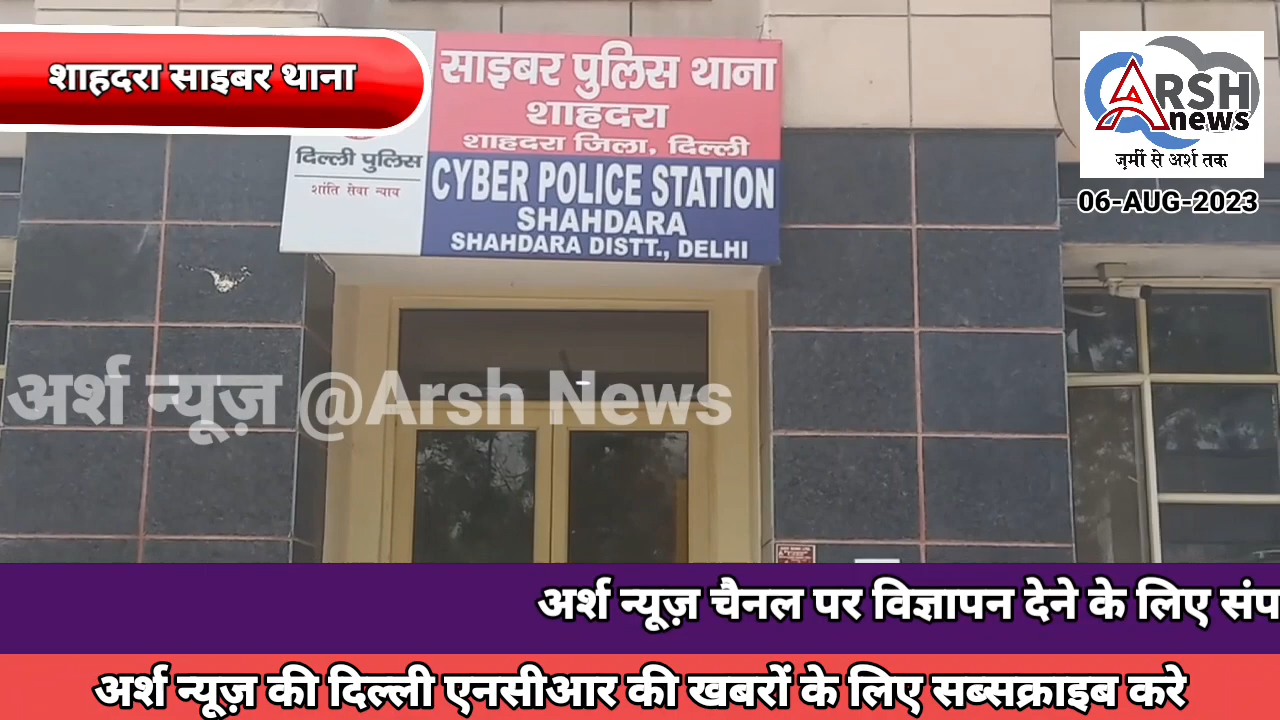 शाहदरा साइबर थाना
साइबर पुलिस थाना
शाहदरा
शाहदरा जिला, दिल्ली
दिल्ली पुलिस
शांति सेवा न्याय
CYBER POLICE STATION
SHAHDARA
SHAHDARA DISTT., DELHI
ARSH
news
ज़मीं से अर्श तक
06-AUG-2023
अर्श न्यूज़ @Arsh News
अर्श न्यूज़ चैनल पर विज्ञापन देने के लिए संप
अर्श न्यूज़ की दिल्ली एनसीआर की खबरों के लिए सब्सक्राइब करे